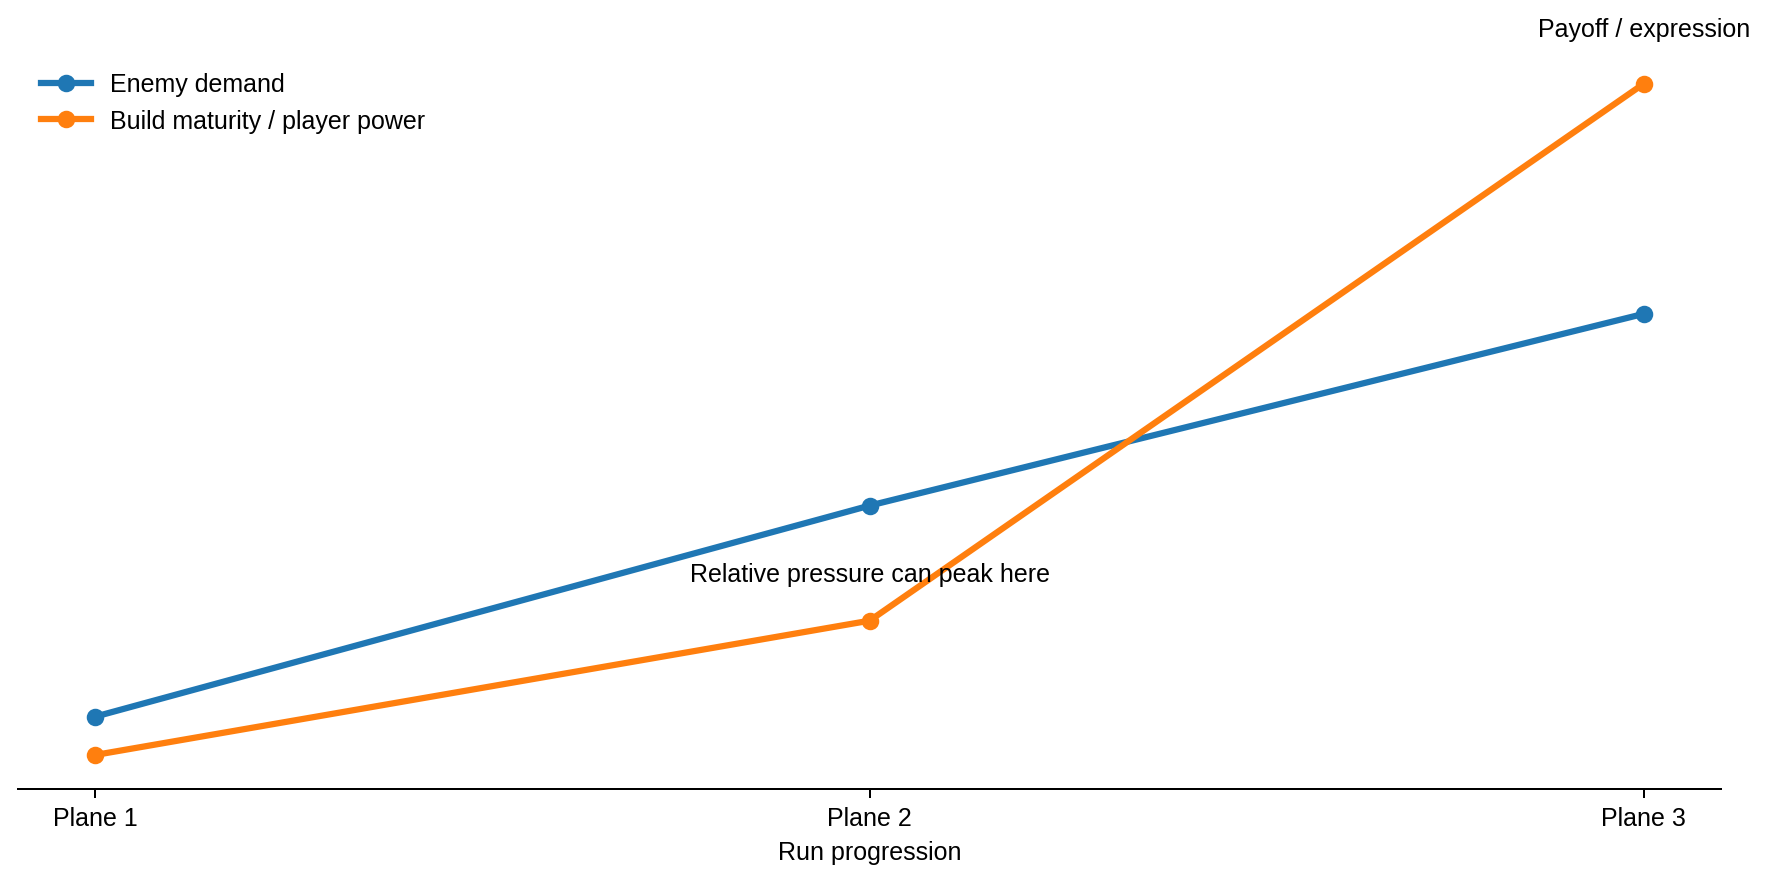 Payoff / expression
Enemy demand
Build maturity / player power
Relative pressure can peak here
Plane 1
Plane 2
Plane 3
Run progression